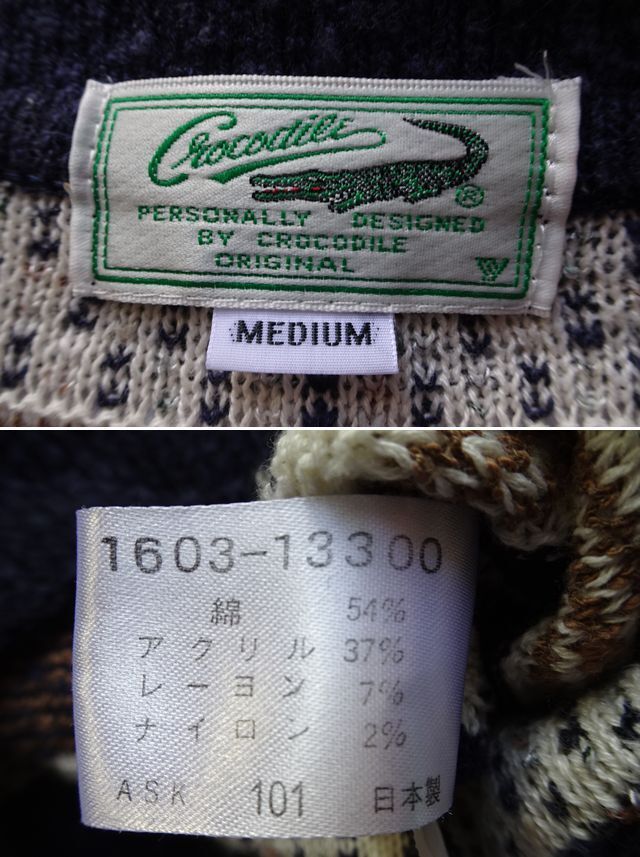 Crocodile
®
PERSONALLY DESIGNED
BY CROCODILE
ORIGINAL
MEDIUM
1603-13300
綿 54%
アクリル 37%
レーヨン 7%
ナイロン 2%
ASK 101 日本製